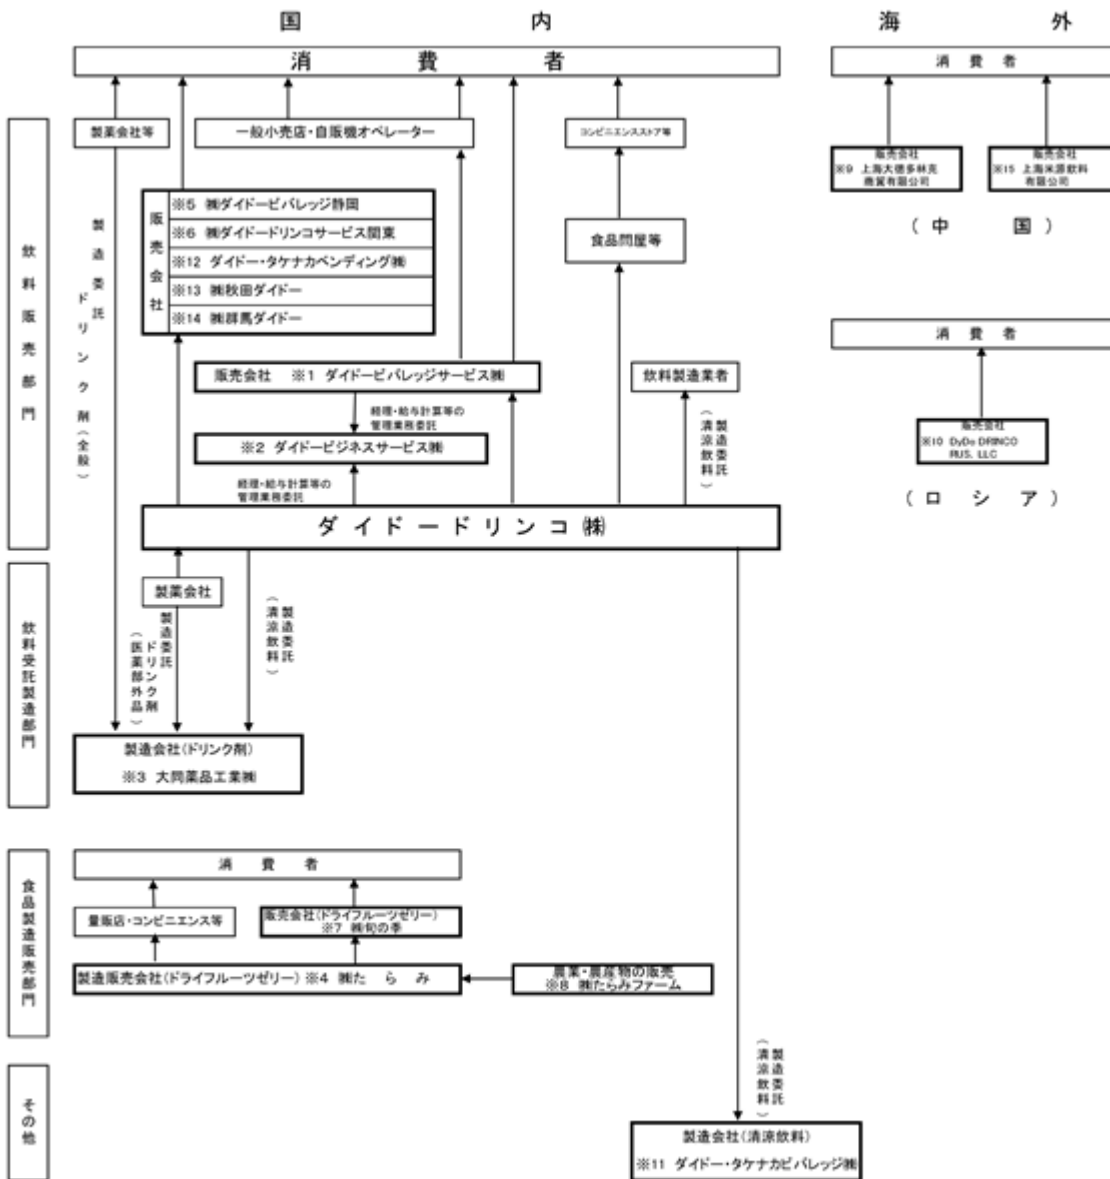 国　　　　　内
海　　　　　外
消　　費　　者
消　費　者
製薬会社等
一般小売店・自販機オペレーター
コンビニエンスストア等
販売会社
※9 上海大徳多林克
商貿有限公司
販売会社
※15 上海米源飲料
有限公司
（中　　国）
飲料販売部門
製造委託
ドリンク剤（全般）
販売会社
※5 ㈱ダイドービバレッジ静岡
※6 ㈱ダイドードリンコサービス関東
※12 ダイドー・タケナカベンディング㈱
※13 ㈱秋田ダイドー
※14 ㈱群馬ダイドー
食品問屋等
消　費　者
販売会社　※1 ダイドービバレッジサービス㈱
飲料製造業者
経理・給与計算等の
管理業務委託
製造委託
（清涼飲料）
※2 ダイドービジネスサービス㈱
販売会社
※10 DyDo DRINCO
RUS, LLC
（ロ　シ　ア）
経理・給与計算等の
管理業務委託
ダイドードリンコ㈱
飲料受託製造部門
製薬会社
製造委託
ドリンク剤
（医薬部外品）
製造委託
（清涼飲料）
製造会社（ドリンク剤）
※3 大同薬品工業㈱
食品製造販売部門
消　費　者
量販店・コンビニエンス等
販売会社（ドライフルーツゼリー）
※7 ㈱旬の季
製造販売会社（ドライフルーツゼリー）※4 ㈱た　ら　み
農業・農産物の販売
※8 ㈱たらみファーム
その他
製造委託
（清涼飲料）
製造会社（清涼飲料）
※11 ダイドー・タケナカビバレッジ㈱